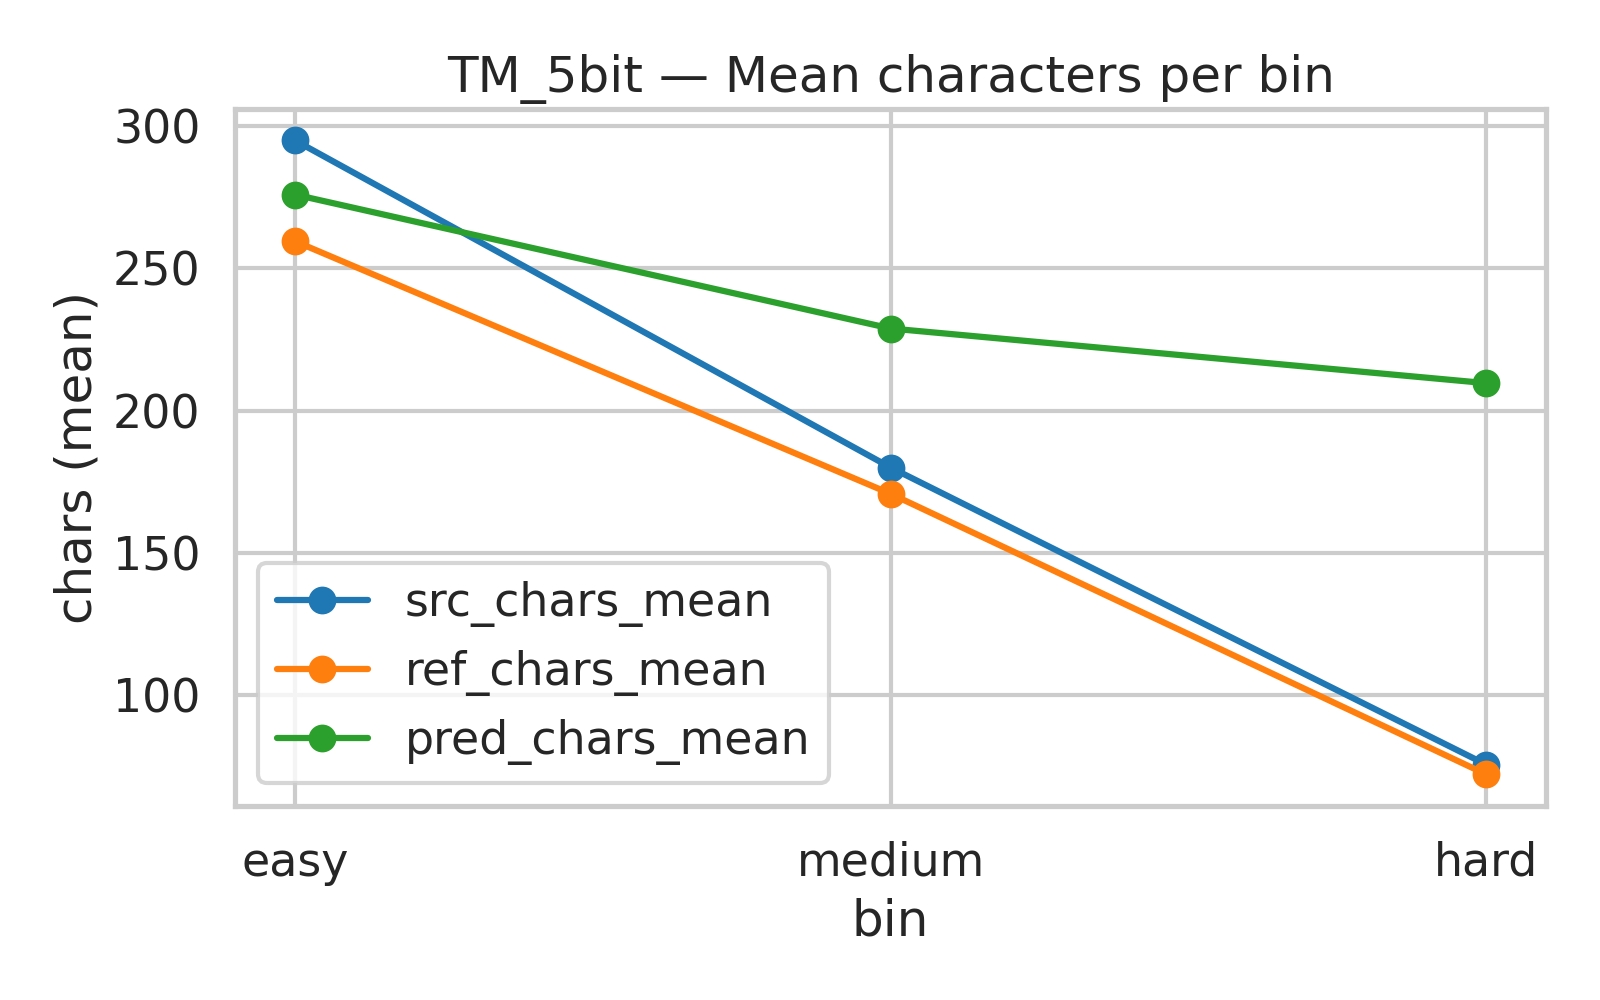 TM_5bit — Mean characters per bin
chars (mean)
300
250
200
150
100
src_chars_mean
ref_chars_mean
pred_chars_mean
easy medium hard
bin